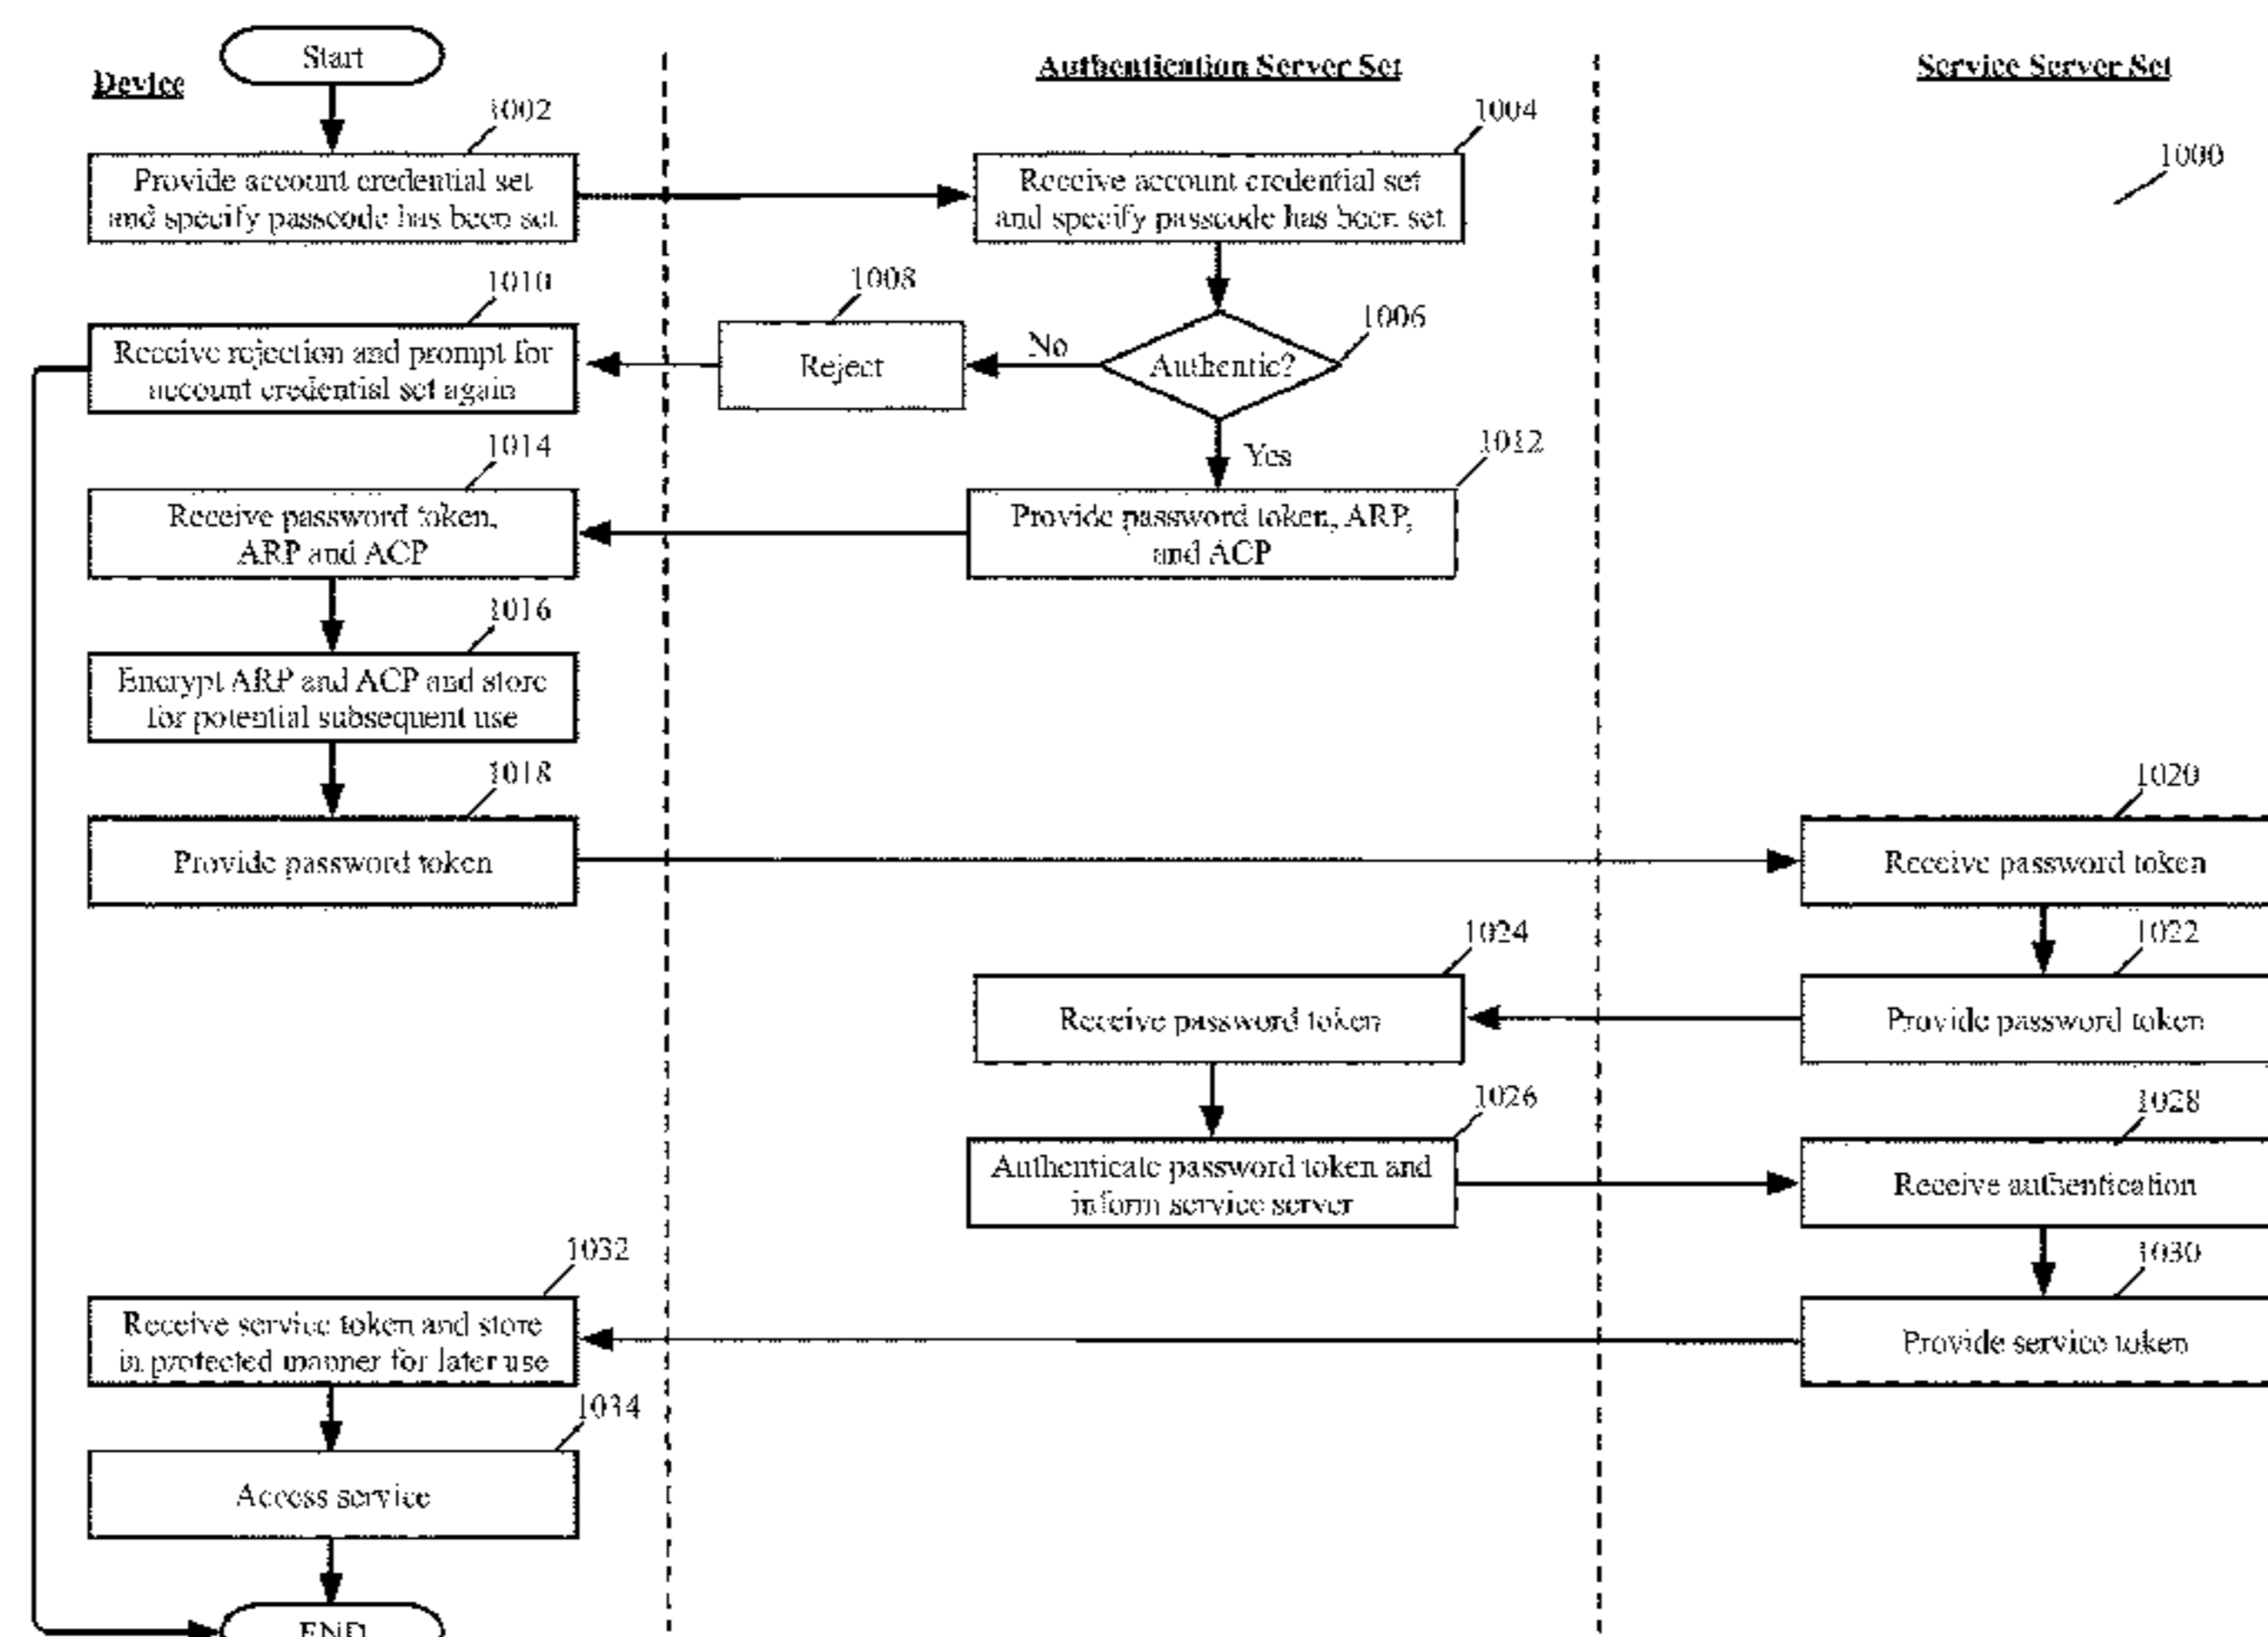 Start
Device
Authentication Server Set
Service Server Set
1000
1002
Provide account credential set
and specify passcode has been set
1004
Receive account credential set
and specify passcode has been set
1006
Authentic?
No
1008
Reject
1010
Receive rejection and prompt for
account credential set again
Yes
1012
Provide password token, ARP,
and ACP
1014
Receive password token,
ARP and ACP
1016
Encrypt ARP and ACP and store
for potential subsequent use
1018
Provide password token
1020
Receive password token
1022
Provide password token
1024
Receive password token
1026
Authenticate password token and
inform service server
1028
Receive authentication
1030
Provide service token
1032
Receive service token and store
in protected manner for later use
1034
Access service
END